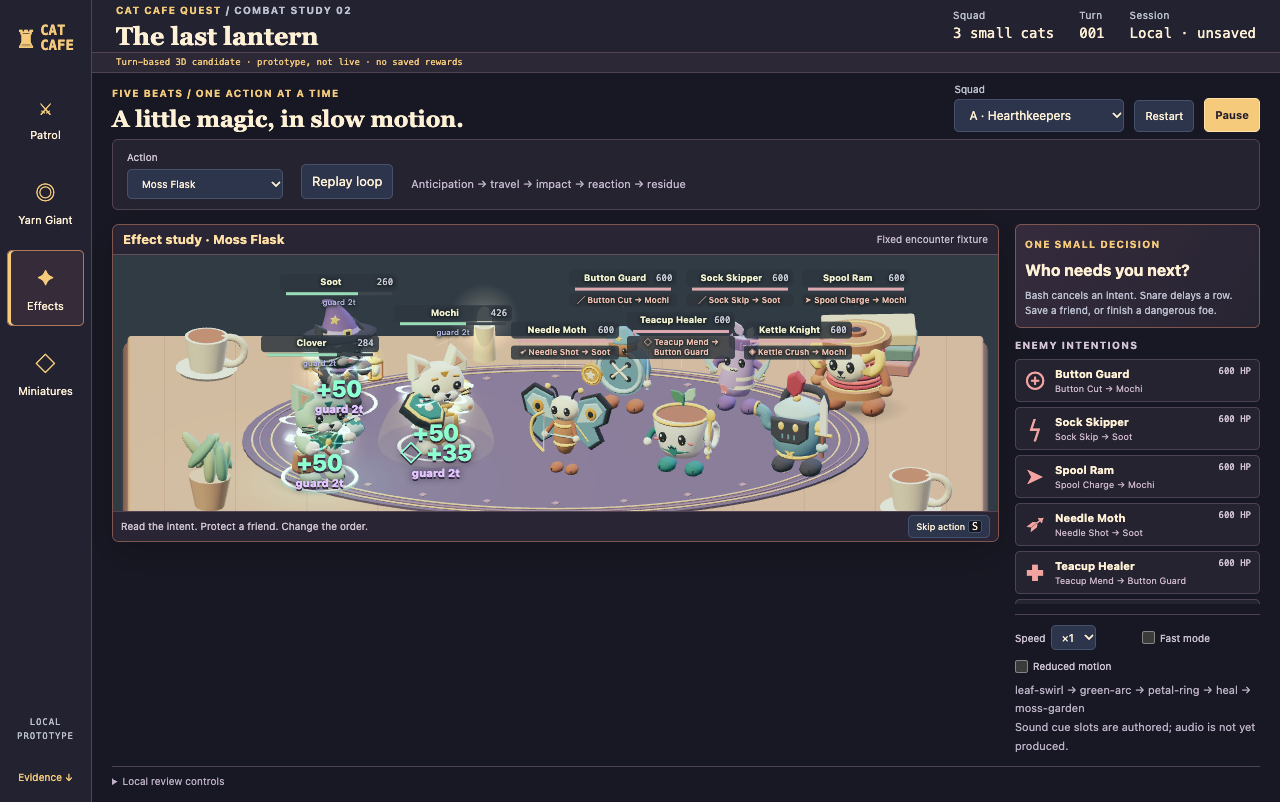 CAT
CAFE
Patrol
Yarn Giant
Effects
Miniatures
LOCAL
PROTOTYPE
Evidence ↓
CAT CAFE QUEST / COMBAT STUDY 02
The last lantern
Squad
3 small cats
Turn
001
Session
Local · unsaved
Turn-based 3D candidate · prototype, not live · no saved rewards
FIVE BEATS / ONE ACTION AT A TIME
A little magic, in slow motion.
Squad
A · Hearthkeepers
Restart
Pause
Action
Moss Flask
Replay loop
Anticipation → travel → impact → reaction → residue
Effect study · Moss Flask
Fixed encounter fixture
Soot 260
guard 2t
Mochi 426
guard 2t
Clover 284
guard 2t
Button Guard 600
Button Cut → Mochi
Sock Skipper 600
Sock Skip → Soot
Spool Ram 600
Spool Charge → Mochi
Needle Moth 600
Needle Shot → Soot
Teacup Healer 600
Teacup Mend →
Button Guard
Kettle Knight 600
Kettle Crush → Mochi
+50
guard 2t
+50
+35
guard 2t
+50
guard 2t
Read the intent. Protect a friend. Change the order.
Skip action S
ONE SMALL DECISION
Who needs you next?
Bash cancels an intent. Snare delays a row.
Save a friend, or finish a dangerous foe.
ENEMY INTENTIONS
Button Guard 600 HP
Button Cut → Mochi
Sock Skipper 600 HP
Sock Skip → Soot
Spool Ram 600 HP
Spool Charge → Mochi
Needle Moth 600 HP
Needle Shot → Soot
Teacup Healer 600 HP
Teacup Mend → Button Guard
Speed ×1
Fast mode
Reduced motion
leaf-swirl → green-arc → petal-ring → heal →
moss-garden
Sound cue slots are authored; audio is not yet
produced.
Local review controls